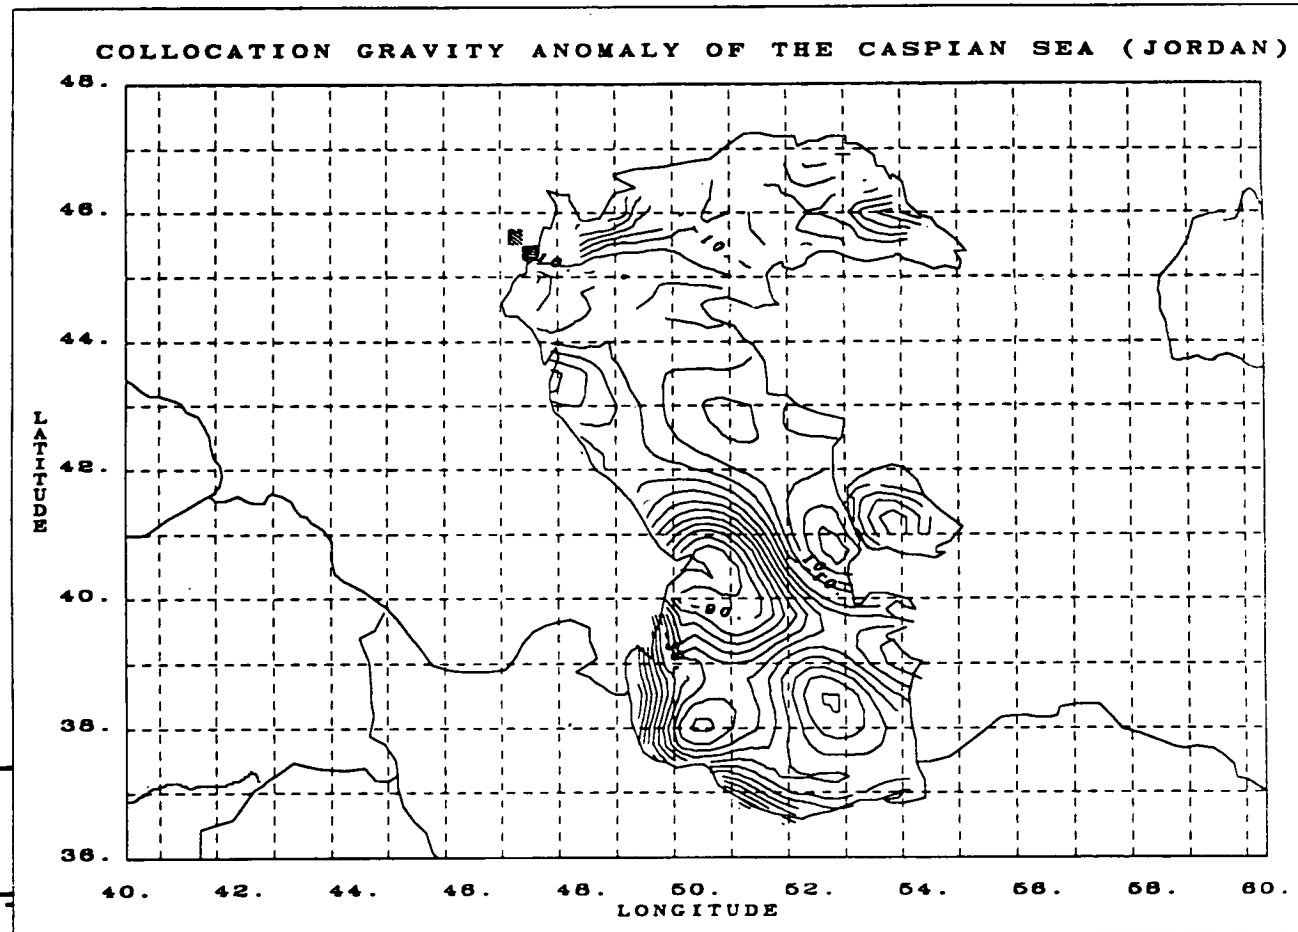 COLLOCATION GRAVITY ANOMALY OF THE CASPIAN SEA (JORDAN)
48.
46.
44.
42.
40.
38.
36.
LATITUDE
10
40. 42. 44. 46. 48. 50. 52. 54. 56. 58. 60.
LONGITUDE